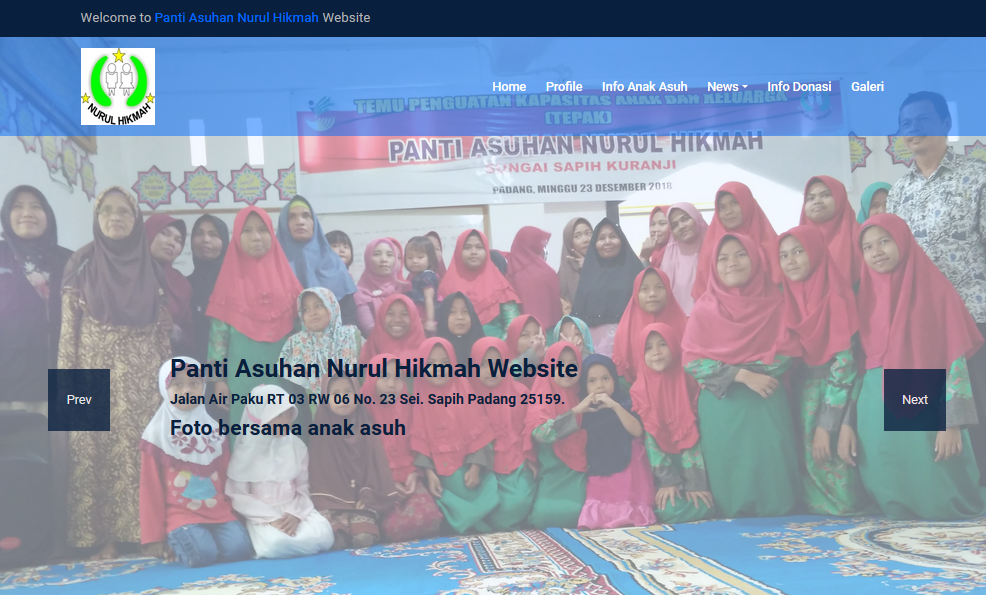 Welcome to Panti Asuhan Nurul Hikmah Website
NURUL HIKMAH
Home Profile Info Anak Asuh News Info Donasi Galeri
TEMU PENGUATAN KAPASITAS ANAK DAN KELUARGA
(TEPAK)
PANTI ASUHAN NURUL HIKMAH
SUNGAI SAPIH KURANJI
PADANG, MINGGU 23 DESEMBER 2018
Panti Asuhan Nurul Hikmah Website
Jalan Air Paku RT 03 RW 06 No. 23 Sei. Sapih Padang 25159.
Foto bersama anak asuh
Prev
Next